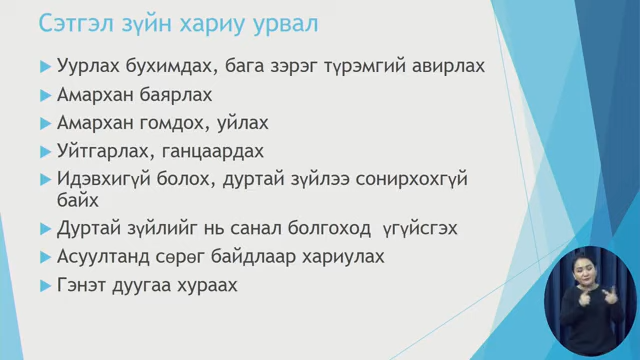 Сэтгэл зүйн хариу урвал
Уурлах бухимдах, бага зэрэг түрэмгий авирлах
Амархан баярлах
Амархан гомдох, уйлах
Уйтгарлах, ганцаардах
Идэвхигүй болох, дуртай зүйлээ сонирхохгүй
байх
Дуртай зүйлийг нь санал болгоход үгүйсгэх
Асуултанд сөрөг байдлаар хариулах
Гэнэт дуугаа хураах